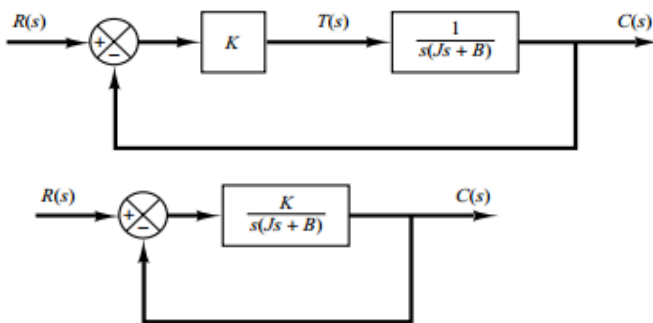 R(s) + − K T(s) 1 C(s)
s(Js + B)
R(s) + − K C(s)
s(Js + B)